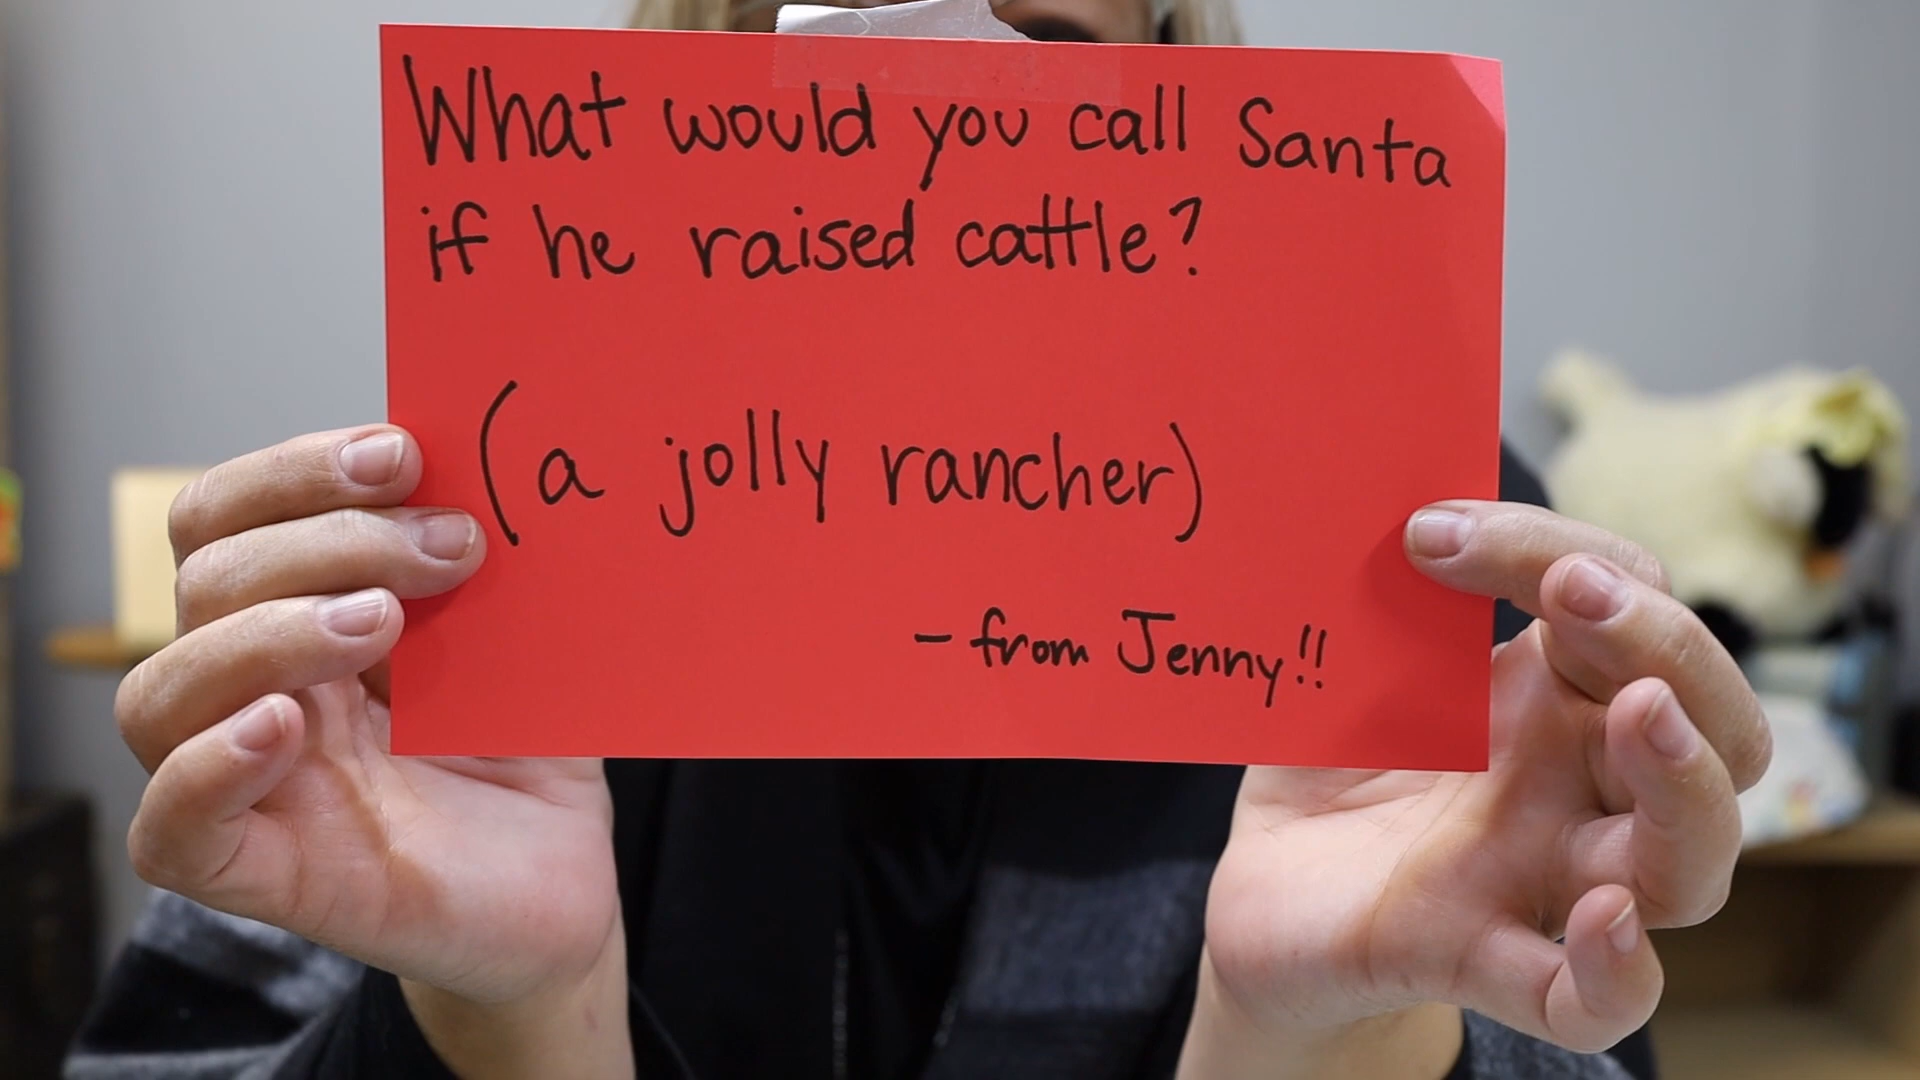 What would you call Santa
if he raised cattle?
(a jolly rancher)
- from Jenny!!